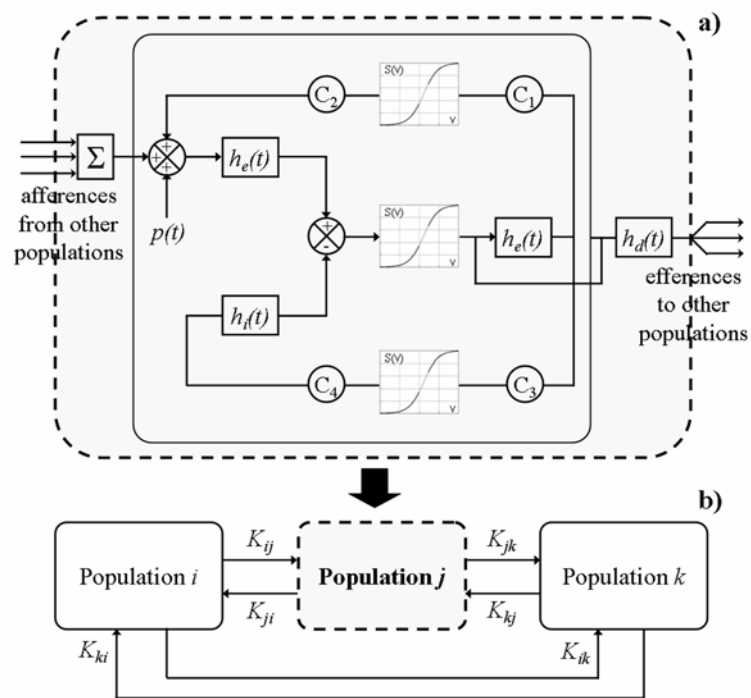 a)
S(V)
C2
C1
V
Σ
+
+
+
he(t)
afferences
from other
populations
p(t)
+
-
S(V)
V
he(t)
hd(t)
efferences
to other
populations
hi(t)
S(V)
C4
C3
V
b)
Population i
Kij
Kji
Population j
Kjk
Kkj
Population k
Kki
Kik